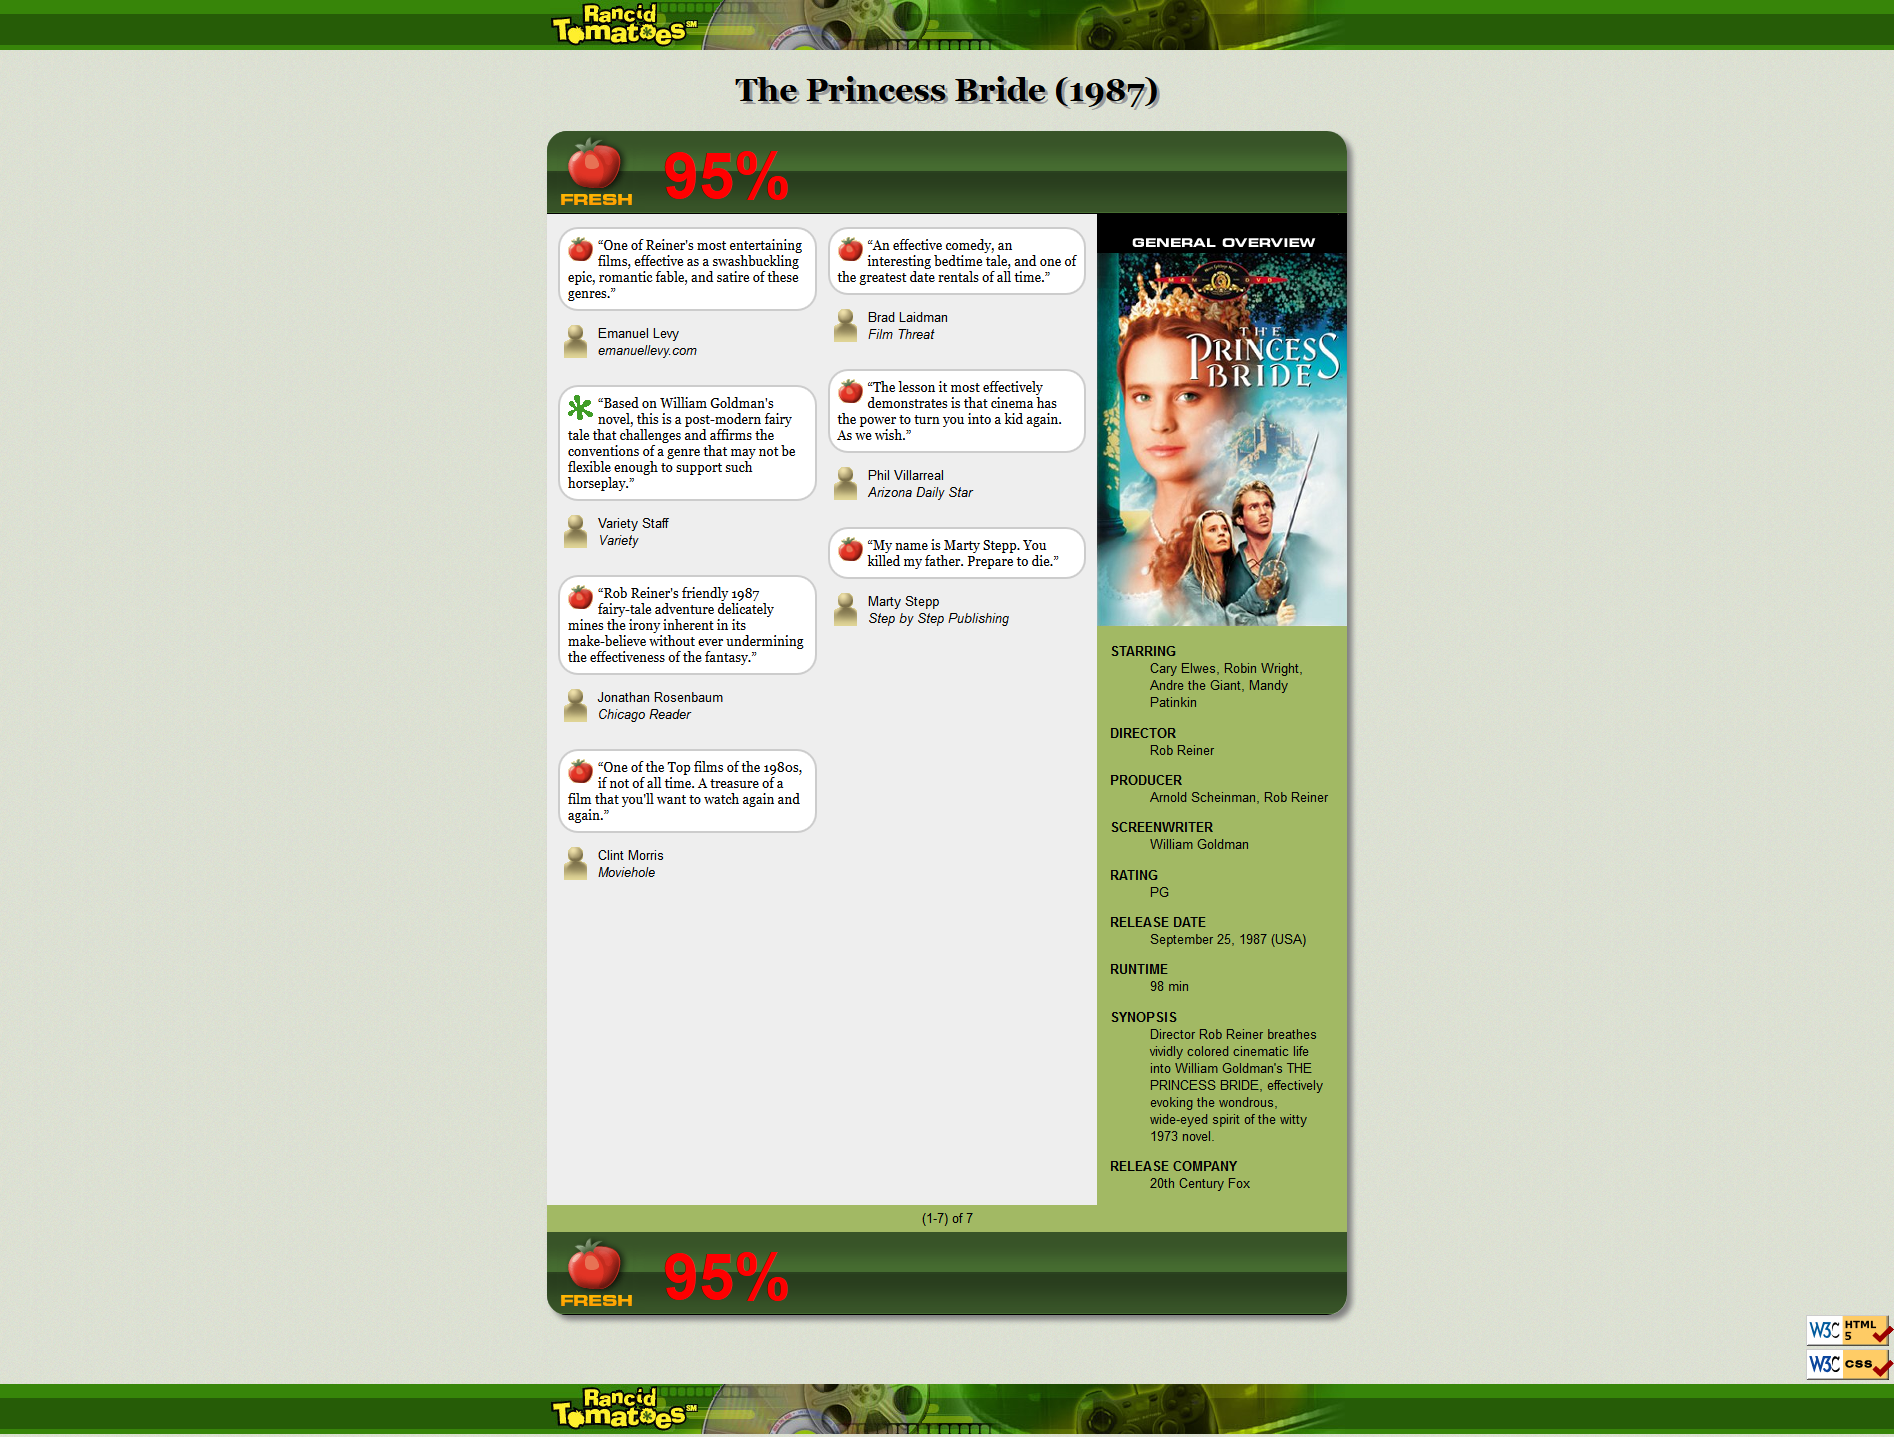 Rancid
TomatoesSM
The Princess Bride (1987)
FRESH
95%
“One of Reiner's most entertaining
films, effective as a swashbuckling
epic, romantic fable, and satire of these
genres.”
Emanuel Levy
emanuellevy.com
“Based on William Goldman's
novel, this is a post-modern fairy
tale that challenges and affirms the
conventions of a genre that may not be
flexible enough to support such
horseplay.”
Variety Staff
Variety
“Rob Reiner's friendly 1987
fairy-tale adventure delicately
mines the irony inherent in its
make-believe without ever undermining
the effectiveness of the fantasy.”
Jonathan Rosenbaum
Chicago Reader
“One of the Top films of the 1980s,
if not of all time. A treasure of a
film that you'll want to watch again and
again.”
Clint Morris
Moviehole
“An effective comedy, an
interesting bedtime tale, and one of
the greatest date rentals of all time.”
Brad Laidman
Film Threat
“The lesson it most effectively
demonstrates is that cinema has
the power to turn you into a kid again.
As we wish.”
Phil Villarreal
Arizona Daily Star
“My name is Marty Stepp. You
killed my father. Prepare to die.”
Marty Stepp
Step by Step Publishing
GENERAL OVERVIEW
MGM DVD
THE
PRINCESS
BRIDE
STARRING
Cary Elwes, Robin Wright,
Andre the Giant, Mandy
Patinkin
DIRECTOR
Rob Reiner
PRODUCER
Arnold Scheinman, Rob Reiner
SCREENWRITER
William Goldman
RATING
PG
RELEASE DATE
September 25, 1987 (USA)
RUNTIME
98 min
SYNOPSIS
Director Rob Reiner breathes
vividly colored cinematic life
into William Goldman's THE
PRINCESS BRIDE, effectively
evoking the wondrous,
wide-eyed spirit of the witty
1973 novel.
RELEASE COMPANY
20th Century Fox
(1-7) of 7
FRESH
95%
W3C HTML
5
W3C CSS
Rancid
TomatoesSM